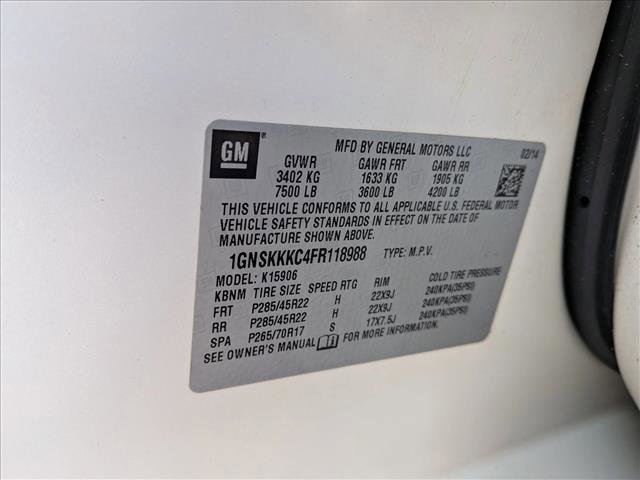 GM
MFD BY GENERAL MOTORS LLC 02/14
GVWR GAWR FRT GAWR RR
3402 KG 1633 KG 1905 KG
7500 LB 3600 LB 4200 LB
THIS VEHICLE CONFORMS TO ALL APPLICABLE U.S. FEDERAL MOTOR
VEHICLE SAFETY STANDARDS IN EFFECT ON THE DATE OF
MANUFACTURE SHOWN ABOVE.
1GNSKKKC4FR118988 TYPE: M.P.V.
MODEL: K15906
KBNM TIRE SIZE SPEED RTG RIM COLD TIRE PRESSURE
FRT P285/45R22 H 22X9J 240KPA(35PSI)
RR P285/45R22 H 22X9J 240KPA(35PSI)
SPA P265/70R17 S 17X7.5J 240KPA(35PSI)
SEE OWNER'S MANUAL FOR MORE INFORMATION.